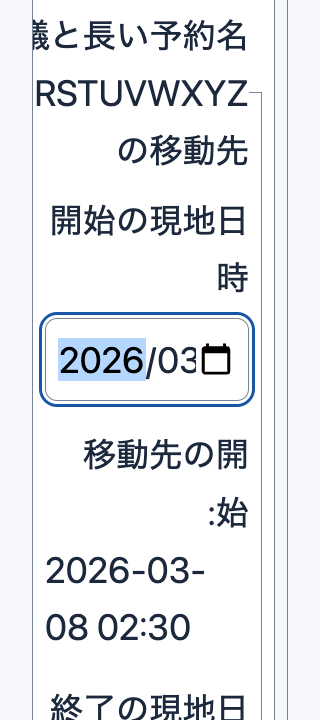 議と長い予約名
RSTUVWXYZ
の移動先
開始の現地日
時
2026/03
移動先の開
:始
2026-03-
08 02:30
終了の現地日